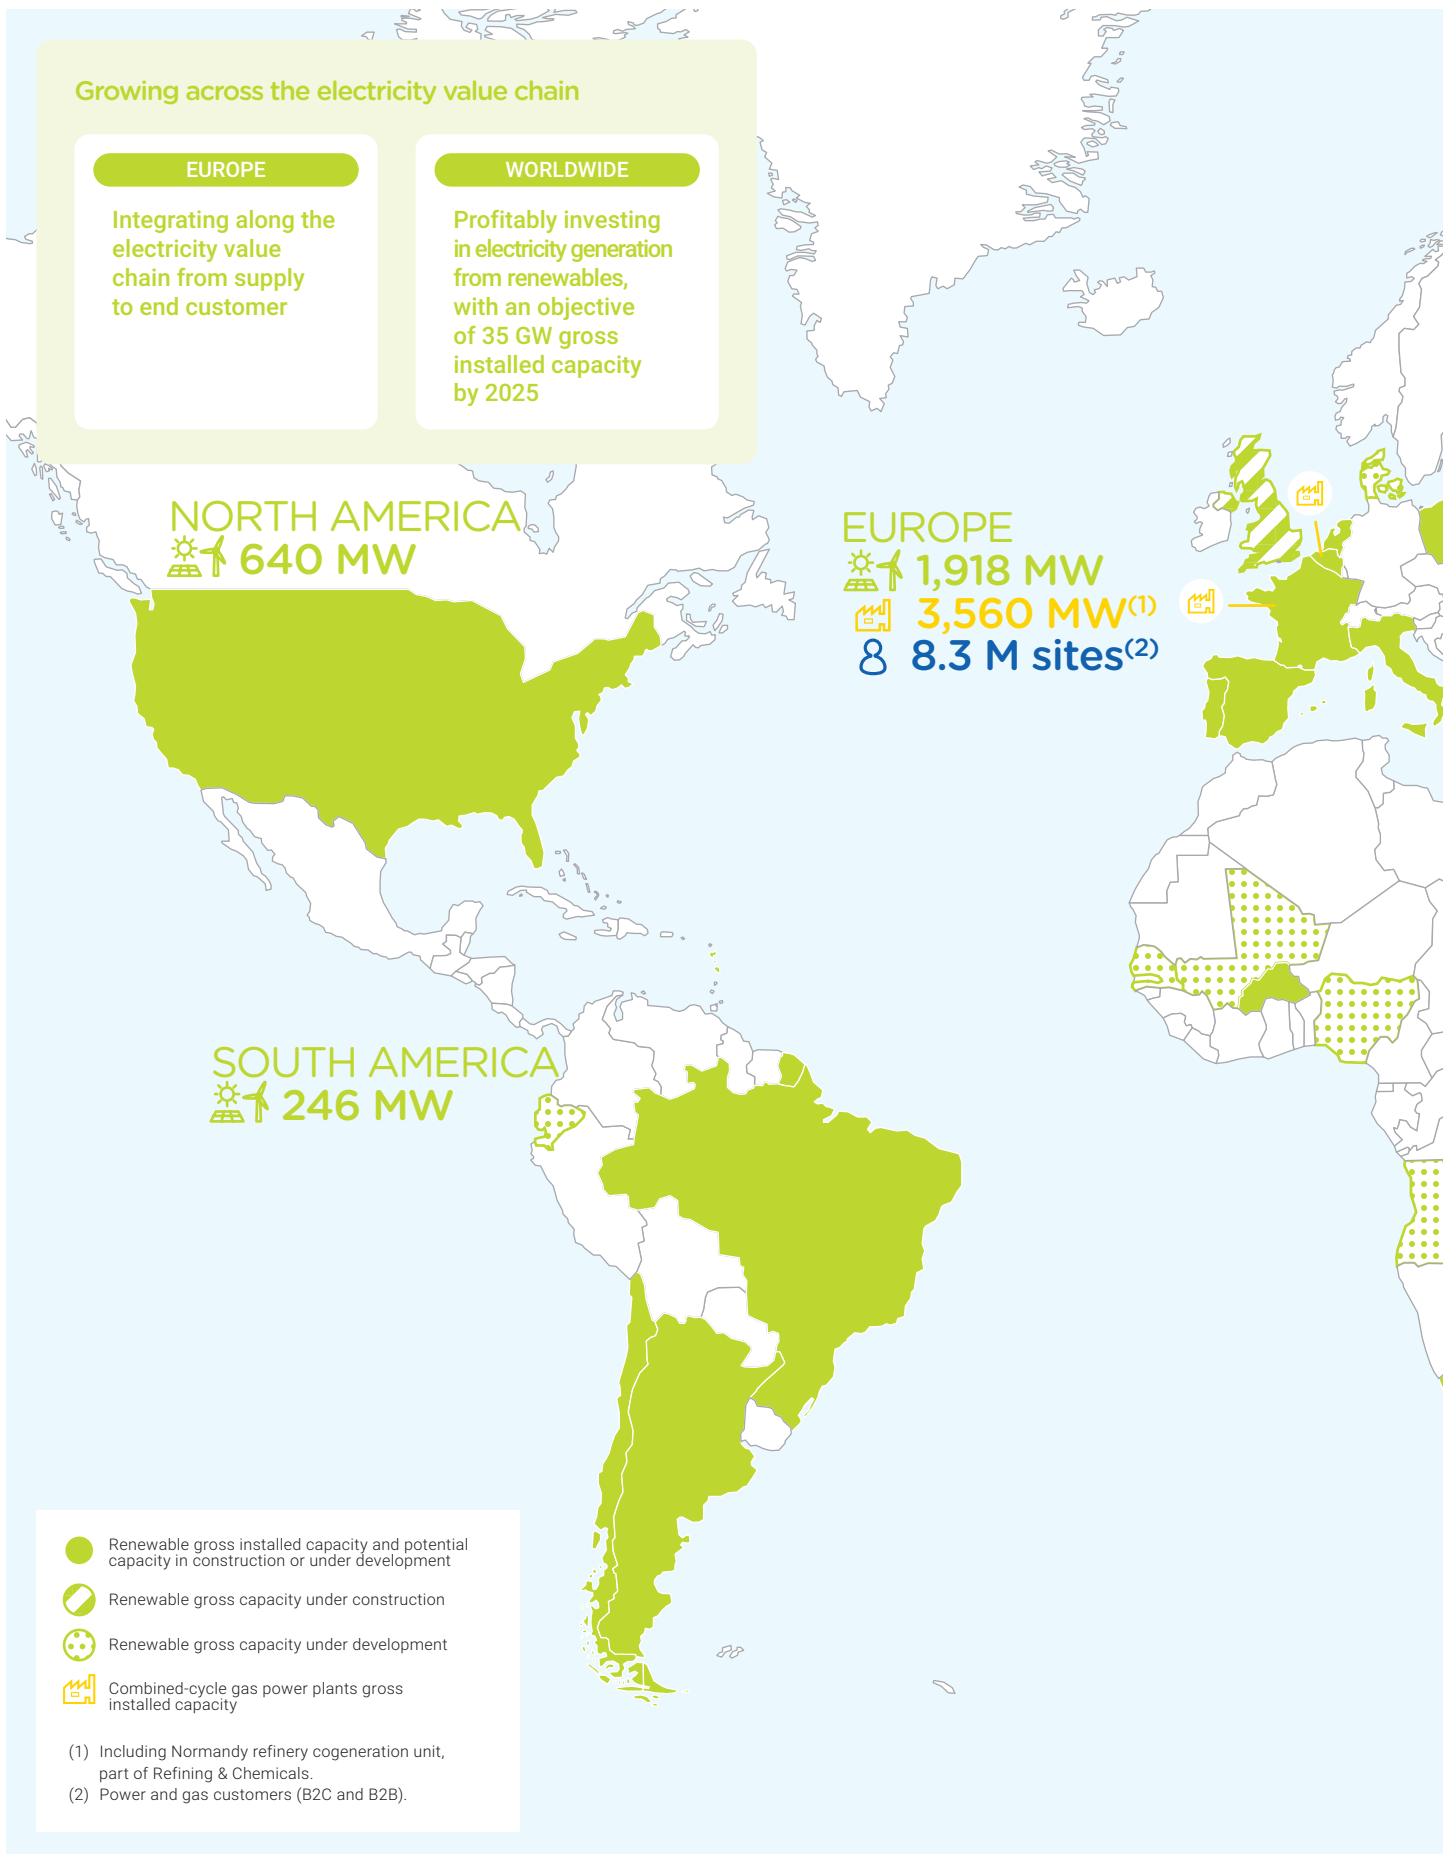 Growing across the electricity value chain
EUROPE
Integrating along the
electricity value
chain from supply
to end customer
WORLDWIDE
Profitably investing
in electricity generation
from renewables,
with an objective
of 35 GW gross
installed capacity
by 2025
NORTH AMERICA
640 MW
EUROPE
1,918 MW
3,560 MW(1)
8.3 M sites(2)
SOUTH AMERICA
246 MW
Renewable gross installed capacity and potential
capacity in construction or under development
Renewable gross capacity under construction
Renewable gross capacity under development
Combined-cycle gas power plants gross
installed capacity
(1) Including Normandy refinery cogeneration unit,
part of Refining & Chemicals.
(2) Power and gas customers (B2C and B2B).